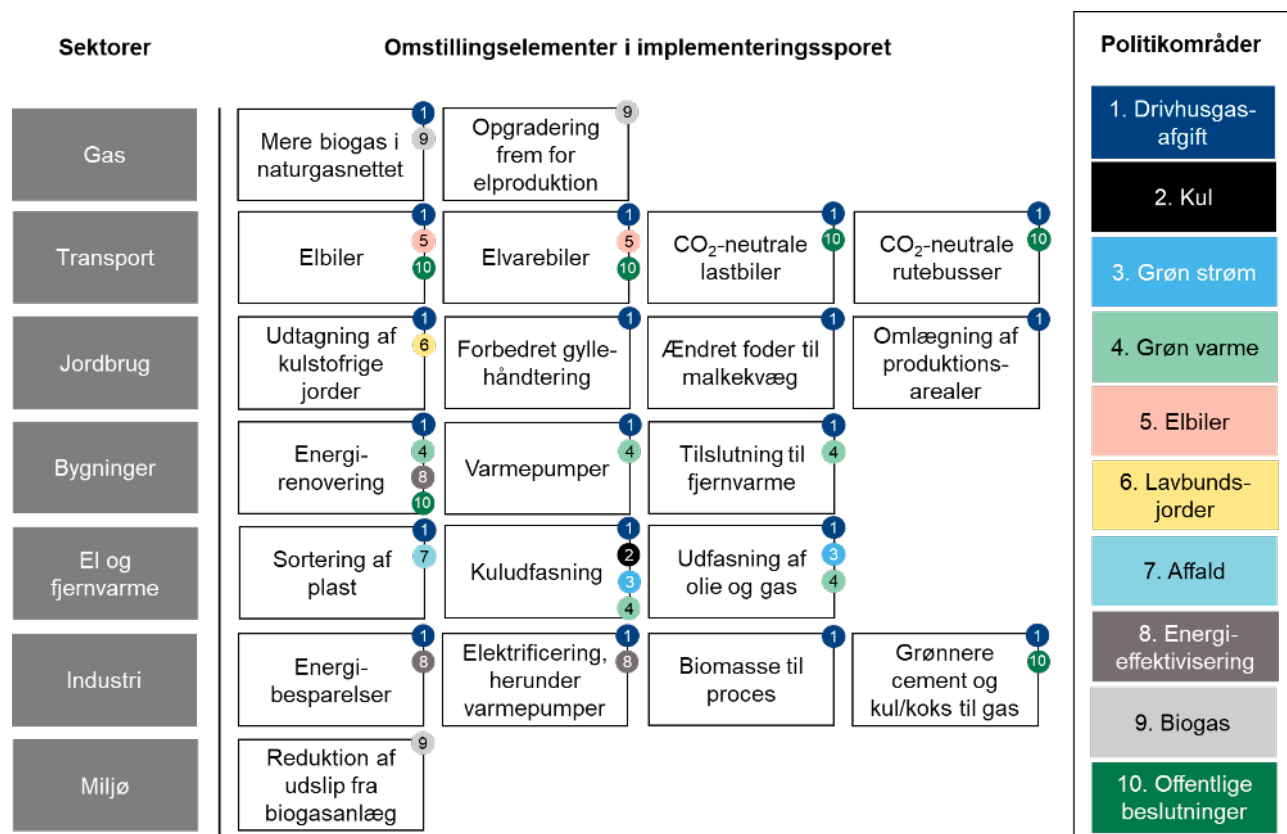 Sektorer
Omstillingselementer i implementeringssporet
Politikområder
Gas
Mere biogas i
naturgasnettet
1
9
Opgradering
frem for
elproduktion
9
Transport
Elbiler
1
5
10
Elvarebiler
1
5
10
CO₂-neutrale
lastbiler
1
10
CO₂-neutrale
rutebusser
1
10
Jordbrug
Udtagning af
kulstofrige
jorder
1
6
Forbedret gylle-
håndtering
1
Ændret foder til
malkekvæg
1
Omlægning af
produktions-
arealer
1
Bygninger
Energi-
renovering
1
4
8
10
Varmepumper
1
4
Tilslutning til
fjernvarme
1
4
El og
fjernvarme
Sortering af
plast
1
7
Kuludfasning
1
2
3
4
Udfasning af
olie og gas
1
3
4
Industri
Energi-
besparelser
1
8
Elektrificering,
herunder
varmepumper
1
8
Biomasse til
proces
1
Grønnere
cement og
kul/koks til gas
1
10
Miljø
Reduktion af
udslip fra
biogasanlæg
9
1. Drivhusgas-
afgift
2. Kul
3. Grøn strøm
4. Grøn varme
5. Elbiler
6. Lavbunds-
jorder
7. Affald
8. Energi-
effektivisering
9. Biogas
10. Offentlige
beslutninger